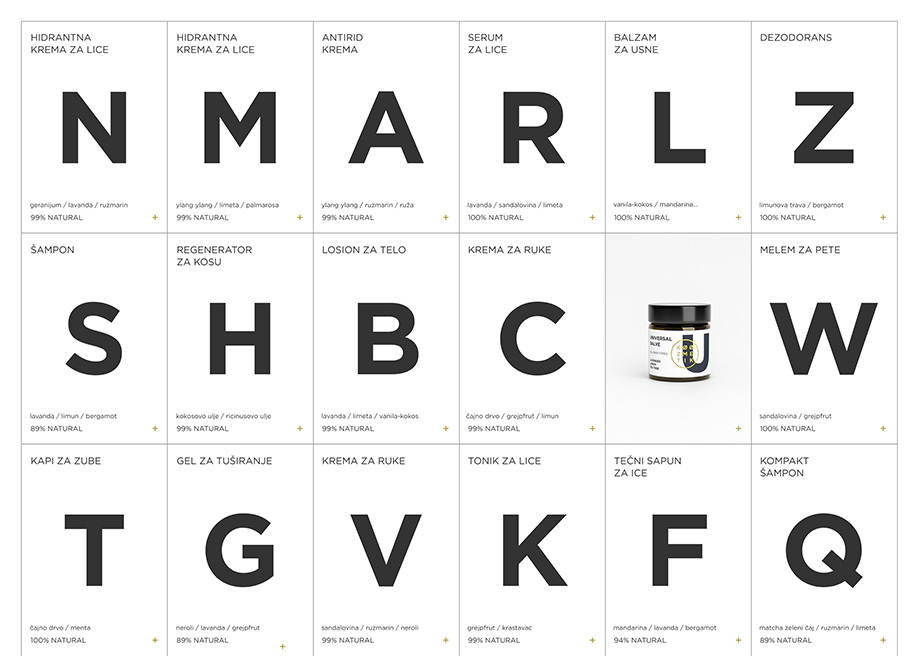 HIDRANTNA
KREMA ZA LICE
N
geranijum / lavanda / ruzmarin
99% NATURAL
+
HIDRANTNA
KREMA ZA LICE
M
ylang ylang / limeta / palmarosa
99% NATURAL
+
ANTIRID
KREMA
A
ylang ylang / ruzmarin / ruža
99% NATURAL
+
SERUM
ZA LICE
R
lavanda / sandalovina / limeta
100% NATURAL
+
BALZAM
ZA USNE
L
vanila-kokos / mandarina...
100% NATURAL
+
DEZODORANS
Z
limunova trava / bergamot
100% NATURAL
+
ŠAMPON
S
lavanda / limun / bergamot
89% NATURAL
+
REGENERATOR
ZA KOSU
H
kokosovo ulje / ricinusovo ulje
99% NATURAL
+
LOSION ZA TELO
B
lavanda / limeta / vanila-kokos
99% NATURAL
+
KREMA ZA RUKE
C
čajno drvo / grejpfrut / limun
99% NATURAL
+
UNIVERSAL
SALVE
U
+
MELEM ZA PETE
W
sandalovina / grejpfrut
100% NATURAL
+
KAPI ZA ZUBE
T
čajno drvo / menta
100% NATURAL
+
GEL ZA TUŠIRANJE
G
neroli / lavanda / grejpfrut
89% NATURAL
+
KREMA ZA RUKE
V
sandalovina / ruzmarin / neroli
99% NATURAL
+
TONIK ZA LICE
K
grejpfrut / krastavac
99% NATURAL
+
TEČNI SAPUN
ZA ICE
F
mandarina / lavanda / bergamot
94% NATURAL
+
KOMPAKT
ŠAMPON
Q
matcha zeleni čaj / ruzmarin / limeta
89% NATURAL
+